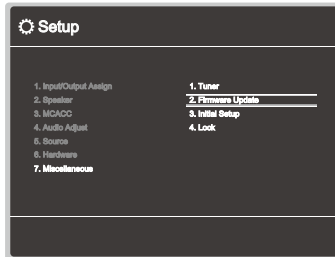 Setup
1. Input/Output Assign
2. Speaker
3. MCACC
4. Audio Adjust
5. Source
6. Hardware
7. Miscellaneous
1. Tuner
2. Firmware Update
3. Initial Setup
4. Lock